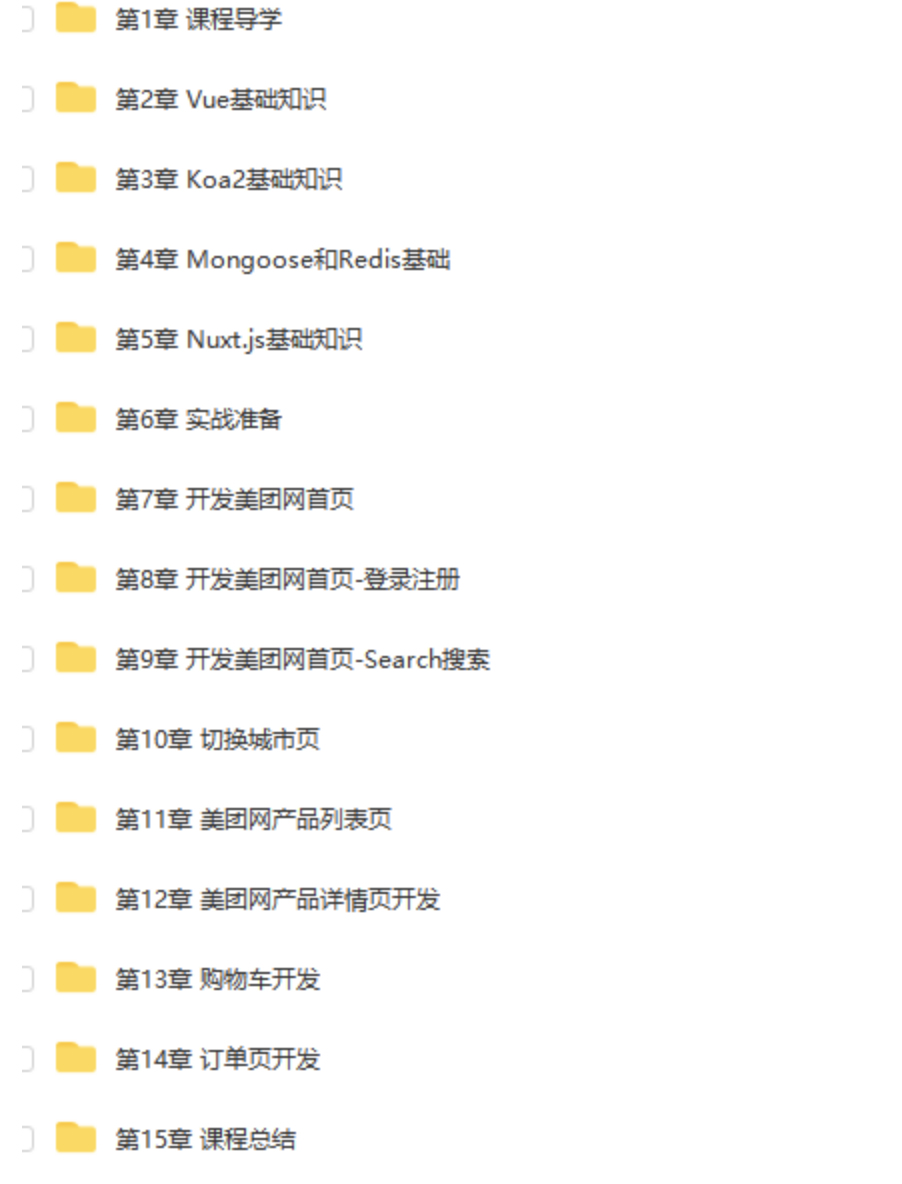 第1章 课程导学
第2章 Vue基础知识
第3章 Koa2基础知识
第4章 Mongoose和Redis基础
第5章 Nuxt.js基础知识
第6章 实战准备
第7章 开发美团网首页
第8章 开发美团网首页-登录注册
第9章 开发美团网首页-Search搜索
第10章 切换城市页
第11章 美团网产品列表页
第12章 美团网产品详情页开发
第13章 购物车开发
第14章 订单页开发
第15章 课程总结